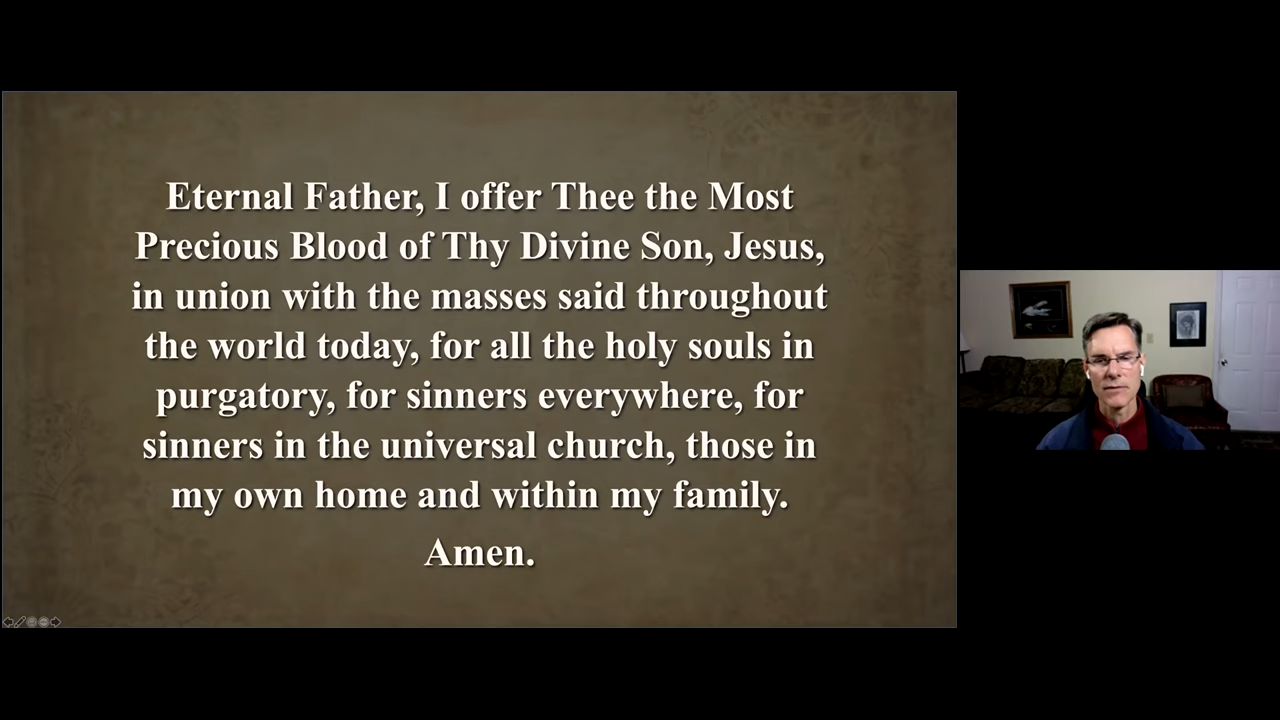 Eternal Father, I offer Thee the Most
Precious Blood of Thy Divine Son, Jesus,
in union with the masses said throughout
the world today, for all the holy souls in
purgatory, for sinners everywhere, for
sinners in the universal church, those in
my own home and within my family.
Amen.